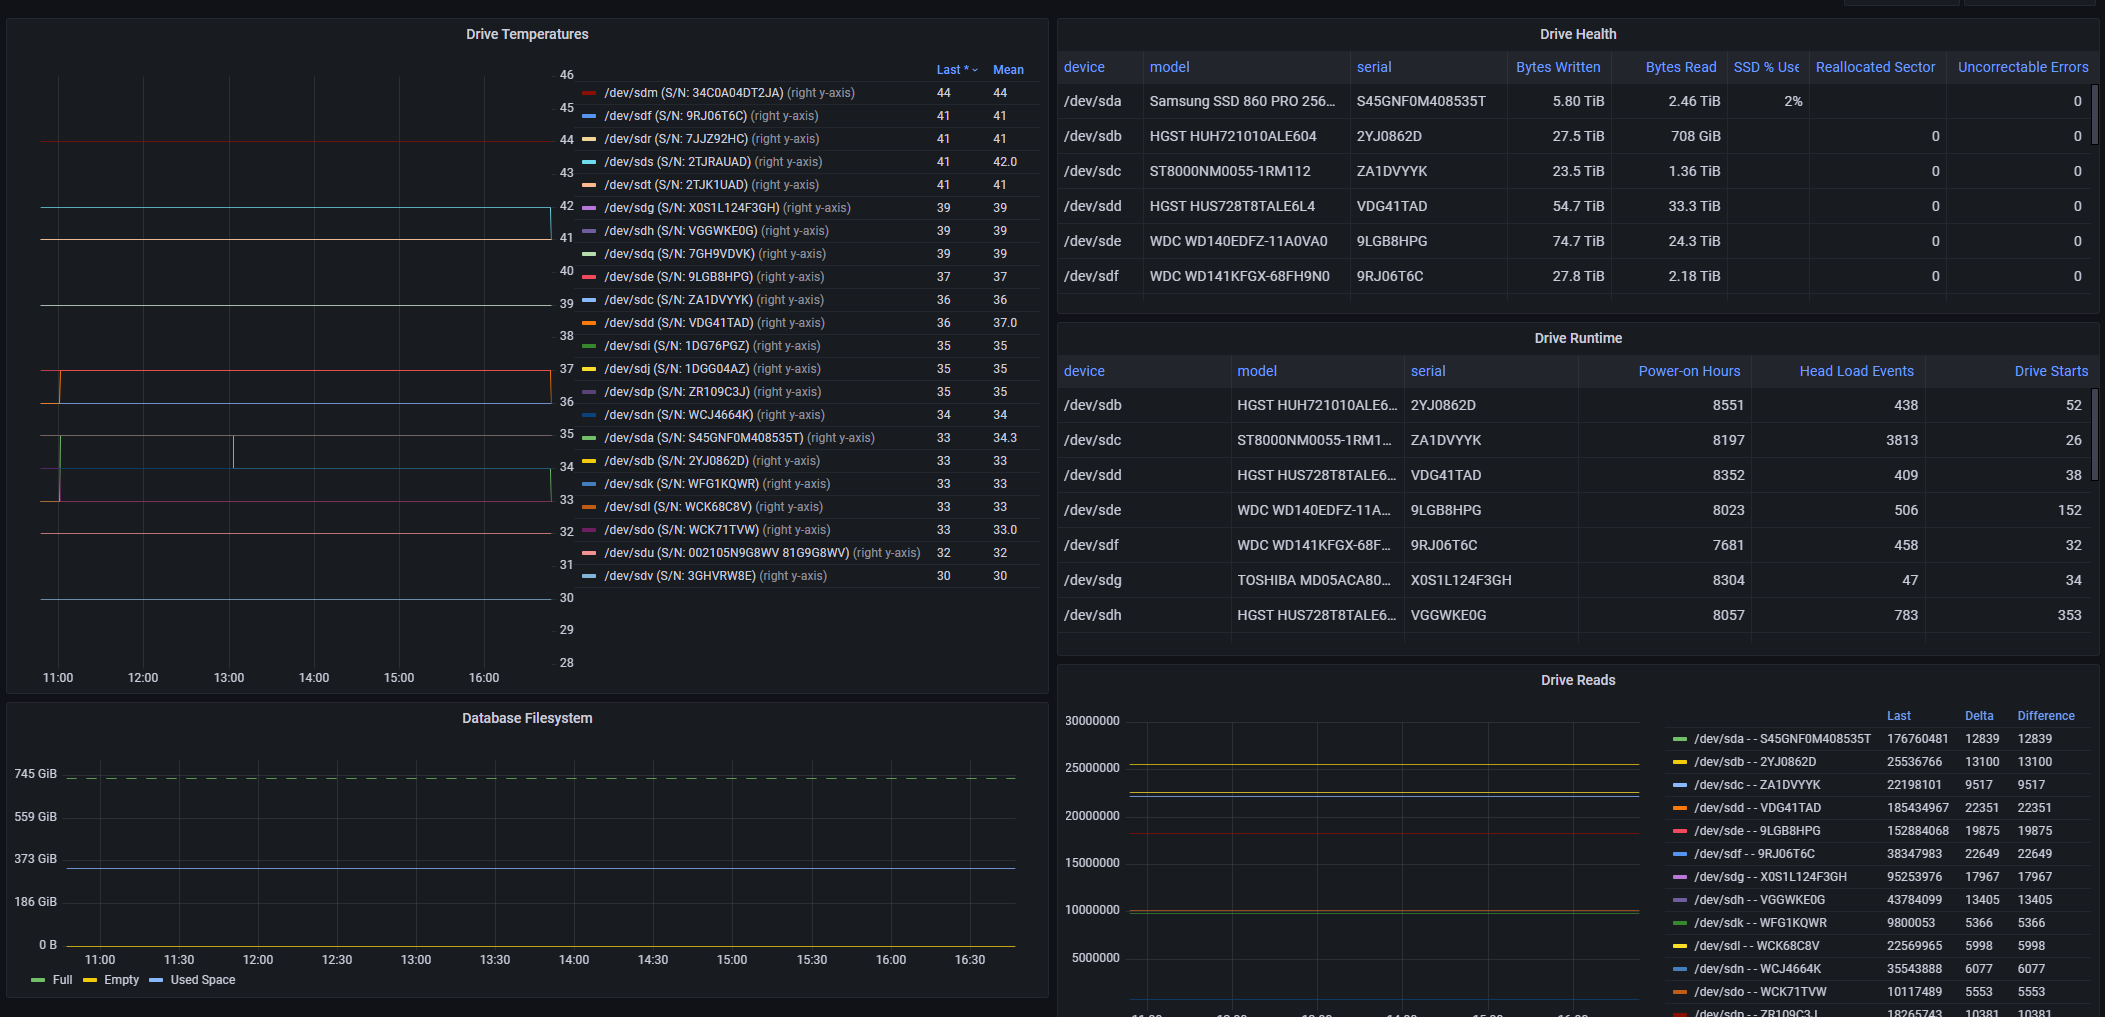 Drive Temperatures
46
45
44
43
42
41
40
39
38
37
36
35
34
33
32
31
30
29
28
11:00 12:00 13:00 14:00 15:00 16:00
Last * Mean
/dev/sdm (S/N: 34C0A04DT2JA) (right y-axis) 44 44
/dev/sdf (S/N: 9RJ06T6C) (right y-axis) 41 41
/dev/sdr (S/N: 7JJZ92HC) (right y-axis) 41 41
/dev/sds (S/N: 2TJRAUAD) (right y-axis) 41 42.0
/dev/sdt (S/N: 2TJK1UAD) (right y-axis) 41 41
/dev/sdg (S/N: X0S1L124F3GH) (right y-axis) 39 39
/dev/sdh (S/N: VGGWKE0G) (right y-axis) 39 39
/dev/sdq (S/N: 7GH9VDVK) (right y-axis) 39 39
/dev/sde (S/N: 9LGB8HPG) (right y-axis) 37 37
/dev/sdc (S/N: ZA1DVYYK) (right y-axis) 36 36
/dev/sdd (S/N: VDG41TAD) (right y-axis) 36 37.0
/dev/sdi (S/N: 1DG76PGZ) (right y-axis) 35 35
/dev/sdj (S/N: 1DGG04AZ) (right y-axis) 35 35
/dev/sdp (S/N: ZR109C3J) (right y-axis) 35 35
/dev/sdn (S/N: WCJ4664K) (right y-axis) 34 34
/dev/sda (S/N: S45GNF0M408535T) (right y-axis) 33 34.3
/dev/sdb (S/N: 2YJ0862D) (right y-axis) 33 33
/dev/sdk (S/N: WFG1KQWR) (right y-axis) 33 33
/dev/sdl (S/N: WCK68C8V) (right y-axis) 33 33
/dev/sdo (S/N: WCK71TVW) (right y-axis) 33 33.0
/dev/sdu (S/N: 002105N9G8WV 81G9G8WV) (right y-axis) 32 32
/dev/sdv (S/N: 3GHVRW8E) (right y-axis) 30 30
Database Filesystem
745 GiB
559 GiB
373 GiB
186 GiB
0 B
11:00 11:30 12:00 12:30 13:00 13:30 14:00 14:30 15:00 15:30 16:00 16:30
Full Empty Used Space
Drive Health
device model serial Bytes Written Bytes Read SSD % Use Reallocated Sector Uncorrectable Errors
/dev/sda Samsung SSD 860 PRO 256... S45GNF0M408535T 5.80 TiB 2.46 TiB 2% 0
/dev/sdb HGST HUH721010ALE604 2YJ0862D 27.5 TiB 708 GiB 0 0
/dev/sdc ST8000NM0055-1RM112 ZA1DVYYK 23.5 TiB 1.36 TiB 0 0
/dev/sdd HGST HUS728T8TALE6L4 VDG41TAD 54.7 TiB 33.3 TiB 0 0
/dev/sde WDC WD140EDFZ-11A0VA0 9LGB8HPG 74.7 TiB 24.3 TiB 0 0
/dev/sdf WDC WD141KFGX-68FH9N0 9RJ06T6C 27.8 TiB 2.18 TiB 0 0
Drive Runtime
device model serial Power-on Hours Head Load Events Drive Starts
/dev/sdb HGST HUH721010ALE6... 2YJ0862D 8551 438 52
/dev/sdc ST8000NM0055-1RM1... ZA1DVYYK 8197 3813 26
/dev/sdd HGST HUS728T8TALE6... VDG41TAD 8352 409 38
/dev/sde WDC WD140EDFZ-11A... 9LGB8HPG 8023 506 152
/dev/sdf WDC WD141KFGX-68F... 9RJ06T6C 7681 458 32
/dev/sdg TOSHIBA MD05ACA80... X0S1L124F3GH 8304 47 34
/dev/sdh HGST HUS728T8TALE6... VGGWKE0G 8057 783 353
Drive Reads
30000000
25000000
20000000
15000000
10000000
5000000
Last Delta Difference
/dev/sda - - S45GNF0M408535T 176760481 12839 12839
/dev/sdb - - 2YJ0862D 25536766 13100 13100
/dev/sdc - - ZA1DVYYK 22198101 9517 9517
/dev/sdd - - VDG41TAD 185434967 22351 22351
/dev/sde - - 9LGB8HPG 152884068 19875 19875
/dev/sdf - - 9RJ06T6C 38347983 22649 22649
/dev/sdg - - X0S1L124F3GH 95253976 17967 17967
/dev/sdh - - VGGWKE0G 43784099 13405 13405
/dev/sdk - - WFG1KQWR 9800053 5366 5366
/dev/sdl - - WCK68C8V 22569965 5998 5998
/dev/sdn - - WCJ4664K 35543888 6077 6077
/dev/sdo - - WCK71TVW 10117489 5553 5553
/dev/sdp - - ZR109C3J 18265743 10381 10381